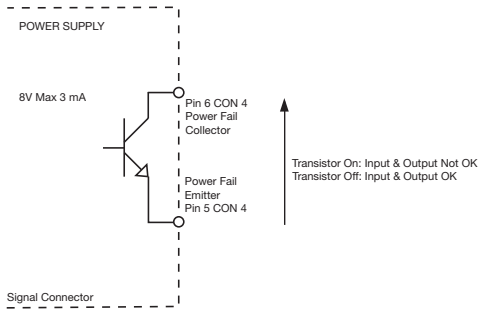 POWER SUPPLY
8V Max 3 mA
Pin 6 CON 4
Power Fail
Collector
Transistor On: Input & Output Not OK
Transistor Off: Input & Output OK
Power Fail
Emitter
Pin 5 CON 4
Signal Connector